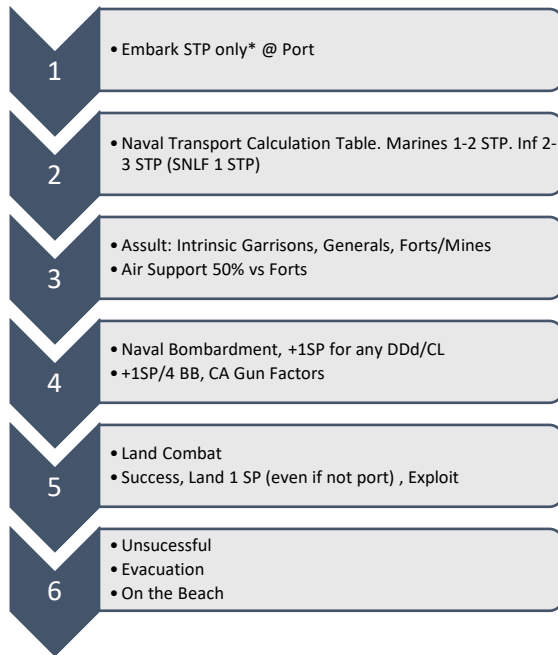 1
• Embark STP only* @ Port
2
• Naval Transport Calculation Table. Marines 1-2 STP. Inf 2-
3 STP (SNLF 1 STP)
3
• Assult: Intrinsic Garrisons, Generals, Forts/Mines
• Air Support 50% vs Forts
4
• Naval Bombardment, +1SP for any DDd/CL
• +1SP/4 BB, CA Gun Factors
5
• Land Combat
• Success, Land 1 SP (even if not port) , Exploit
6
• Unsucessful
• Evacuation
• On the Beach